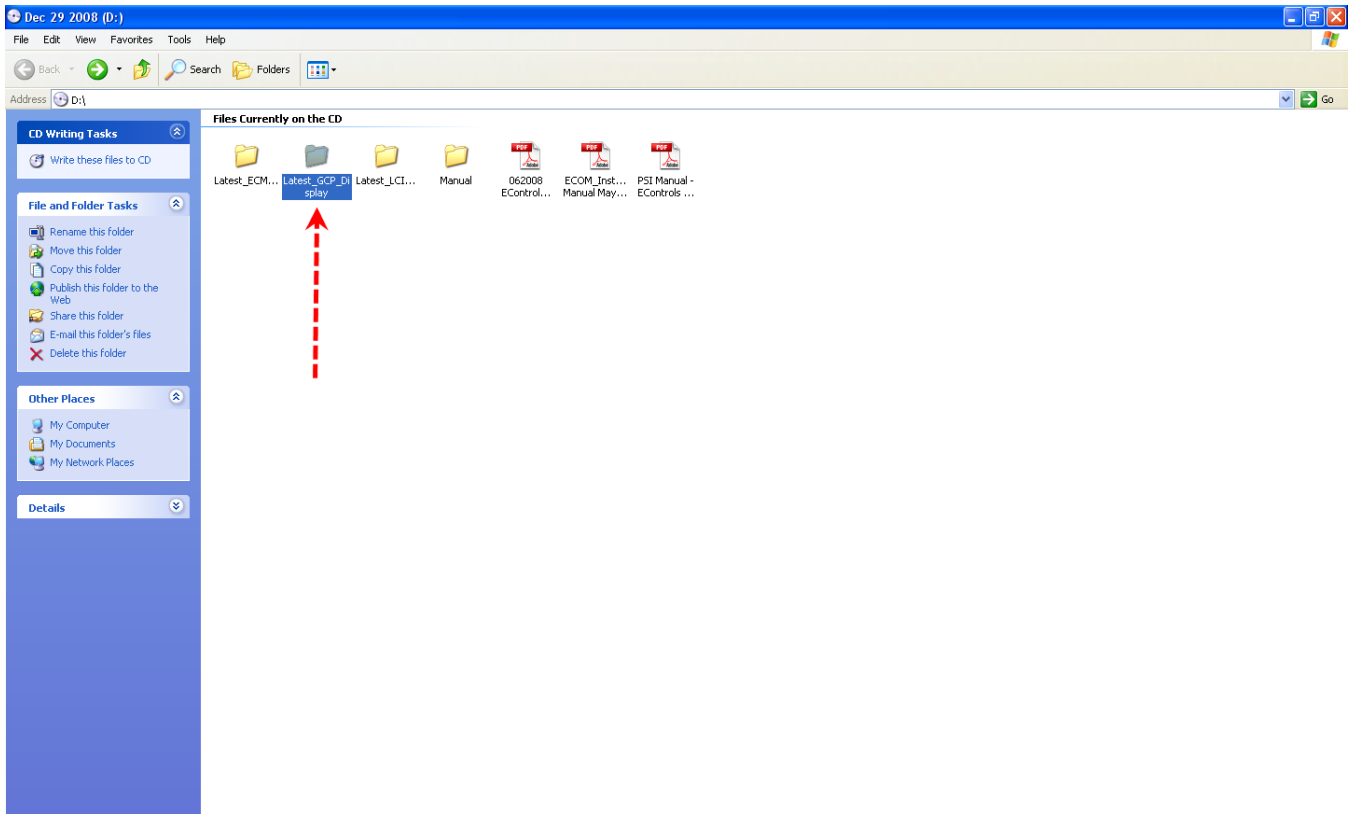 Dec 29 2008 (D:)
File Edit View Favorites Tools Help
Back Search Folders
Address D:\ Go
CD Writing Tasks
Write these files to CD
File and Folder Tasks
Rename this folder
Move this folder
Copy this folder
Publish this folder to the
Web
Share this folder
E-mail this folder's files
Delete this folder
Other Places
My Computer
My Documents
My Network Places
Details
Files Currently on the CD
Latest_ECM... Latest_GCP_Di Latest_LCI... Manual 062008 ECOM_Inst... PSI Manual -
splay EControl... Manual May... EControls ...